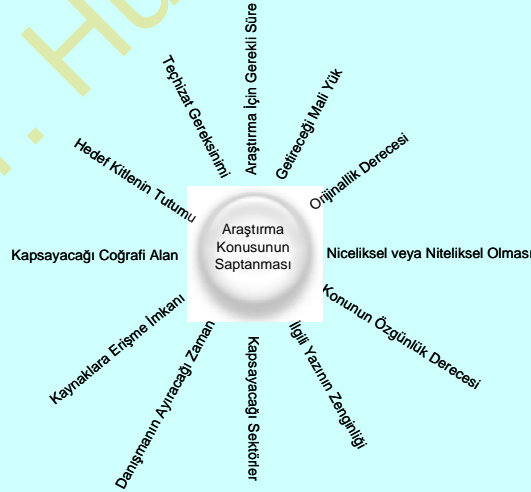 Araştırma
Konusunun
Saptanması
Araştırma İçin Gerekli Süre
Getireceği Mali Yük
Orijinallik Derecesi
Niceliksel veya Niteliksel Olması
Konunun Özgünlük Derecesi
İlgili Yazının Zenginliği
Kapsayacağı Sektörler
Danışmanın Ayıracağı Zaman
Kaynaklara Erişme İmkanı
Kapsayacağı Coğrafi Alan
Hedef Kitlenin Tutumu
Teçhizat Gereksinimi